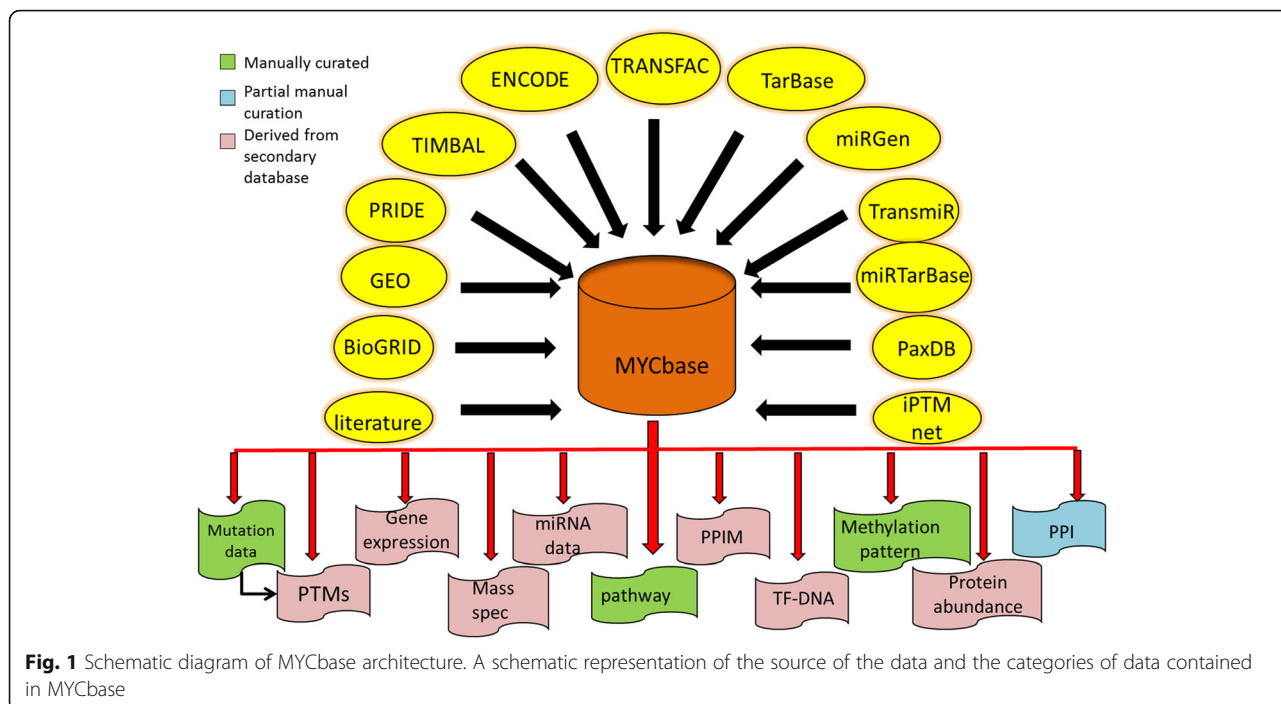 Manually curated
Partial manual
curation
Derived from
secondary
database
ENCODE
TRANSFAC
TarBase
TIMBAL
miRGen
PRIDE
TransmiR
GEO
miRTarBase
BioGRID
PaxDB
literature
iPTM
net
MYCbase
Mutation
data
PTMs
Gene
expression
Mass
spec
miRNA
data
pathway
PPIM
TF-DNA
Methylation
pattern
Protein
abundance
PPI
Fig. 1 Schematic diagram of MYCbase architecture. A schematic representation of the source of the data and the categories of data contained
in MYCbase